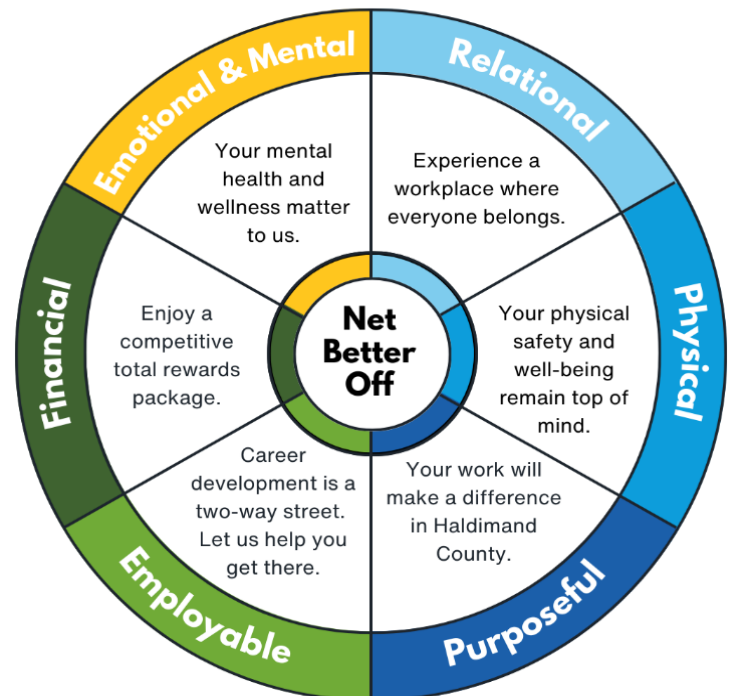 Emotional & Mental
Your mental
health and
wellness matter
to us.
Relational
Experience a
workplace where
everyone belongs.
Physical
Your physical
safety and
well-being
remain top of
mind.
Purposeful
Your work will
make a difference
in Haldimand
County.
Employable
Career
development is a
two-way street.
Let us help you
get there.
Financial
Enjoy a
competitive
total rewards
package.
Net
Better
Off